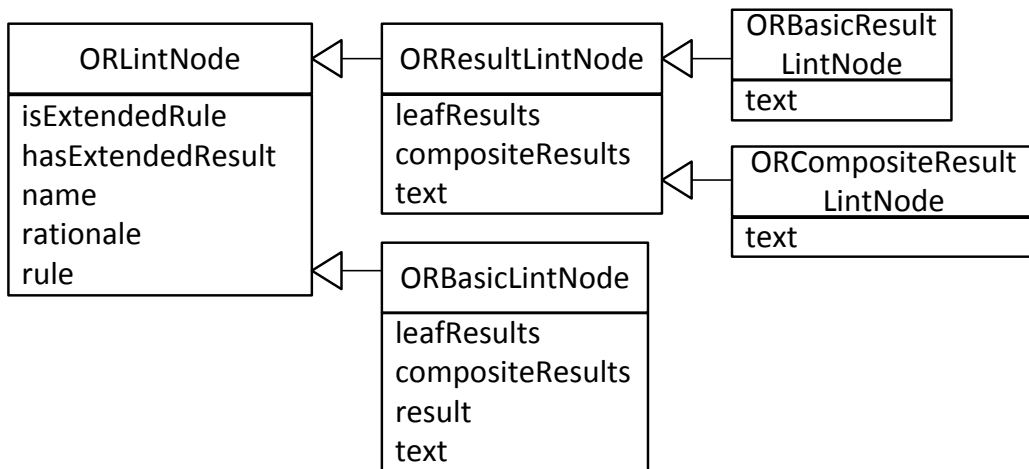 ORLintNode
isExtendedRule
hasExtendedResult
name
rationale
rule
ORResultLintNode
leafResults
compositeResults
text
ORBasicResult
LintNode
text
ORCompositeResult
LintNode
text
ORBasicLintNode
leafResults
compositeResults
result
text